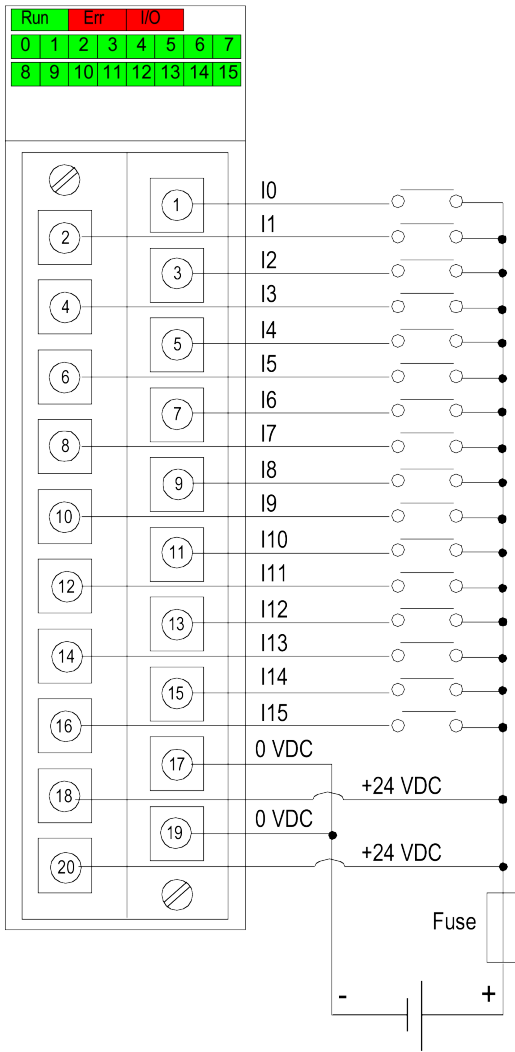 Run Err I/O
0 1 2 3 4 5 6 7
8 9 10 11 12 13 14 15
1 I0
2 I1
3 I2
4 I3
5 I4
6 I5
7 I6
8 I7
9 I8
10 I9
11 I10
12 I11
13 I12
14 I13
15 I14
16 I15
17 0 VDC
18 +24 VDC
19 0 VDC
20 +24 VDC
Fuse
- +